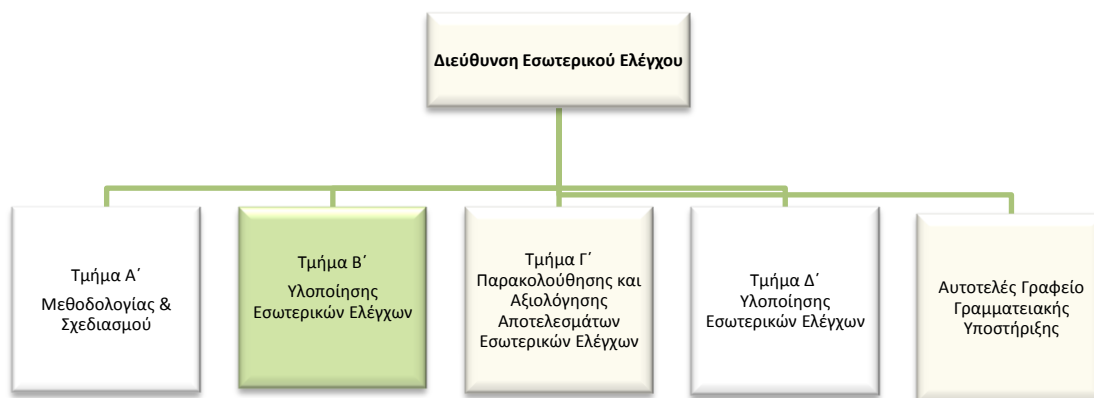 Διεύθυνση Εσωτερικού Ελέγχου
Τμήμα Α΄
Μεθοδολογίας &
Σχεδιασμού
Τμήμα Β΄
Υλοποίησης
Εσωτερικών Ελέγχων
Τμήμα Γ΄
Παρακολούθησης και
Αξιολόγησης
Αποτελεσμάτων
Εσωτερικών Ελέγχων
Τμήμα Δ΄
Υλοποίησης
Εσωτερικών Ελέγχων
Αυτοτελές Γραφείο
Γραμματειακής
Υποστήριξης